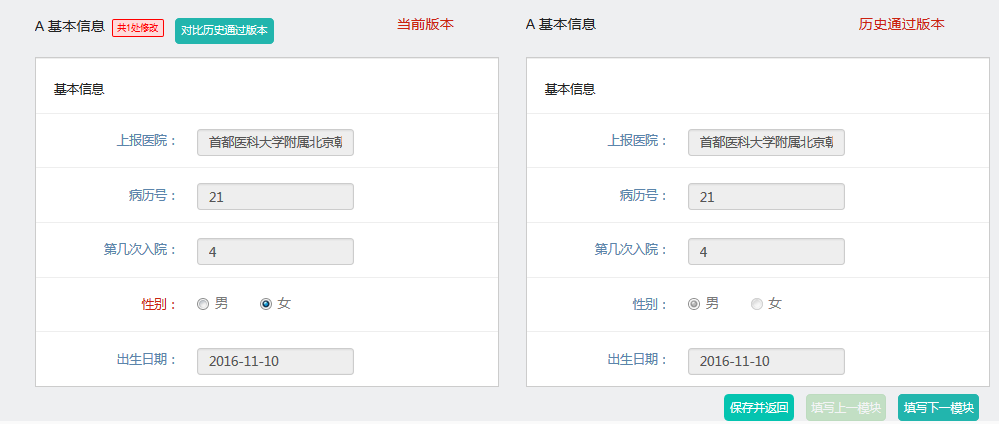 A 基本信息 共1处修改 对比历史通过版本 当前版本
基本信息
上报医院：首都医科大学附属北京
病历号：21
第几次入院：4
性别：男 女
出生日期：2016-11-10
A 基本信息 历史通过版本
基本信息
上报医院：首都医科大学附属北京
病历号：21
第几次入院：4
性别：男 女
出生日期：2016-11-10
保存并返回 填写上一模块 填写下一模块